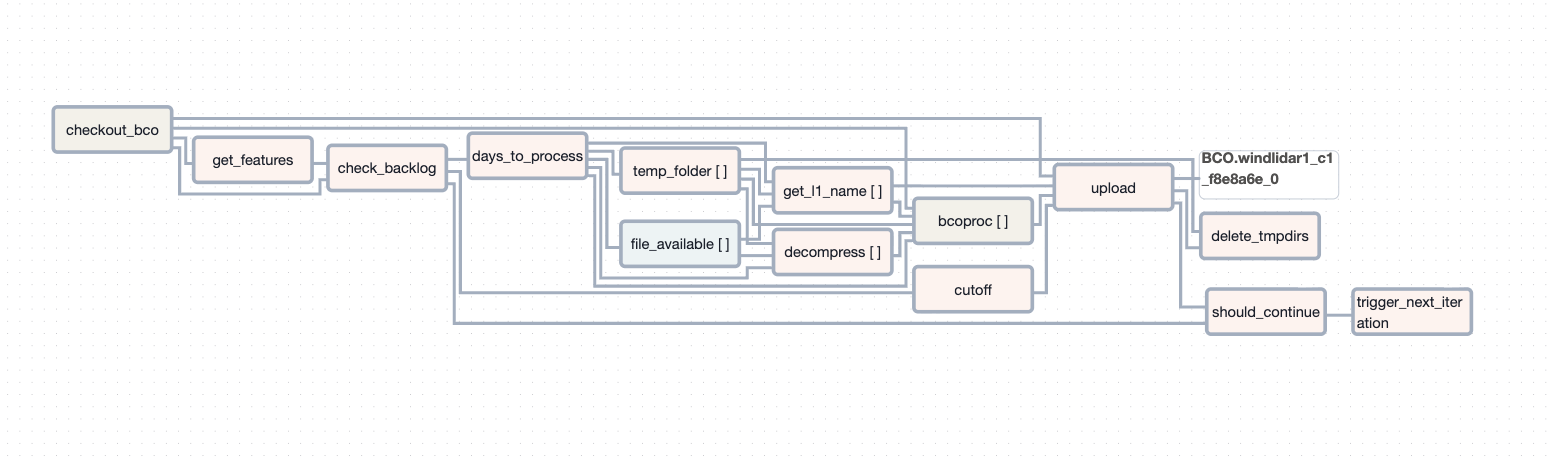 checkout_bco
get_features
check_backlog
days_to_process
temp_folder [ ]
file_available [ ]
get_l1_name [ ]
decompress [ ]
bcoproc [ ]
cutoff
upload
BCO.windlidar1_c1
_f8e8a6e_0
delete_tmpdirs
should_continue
trigger_next_iter
ation